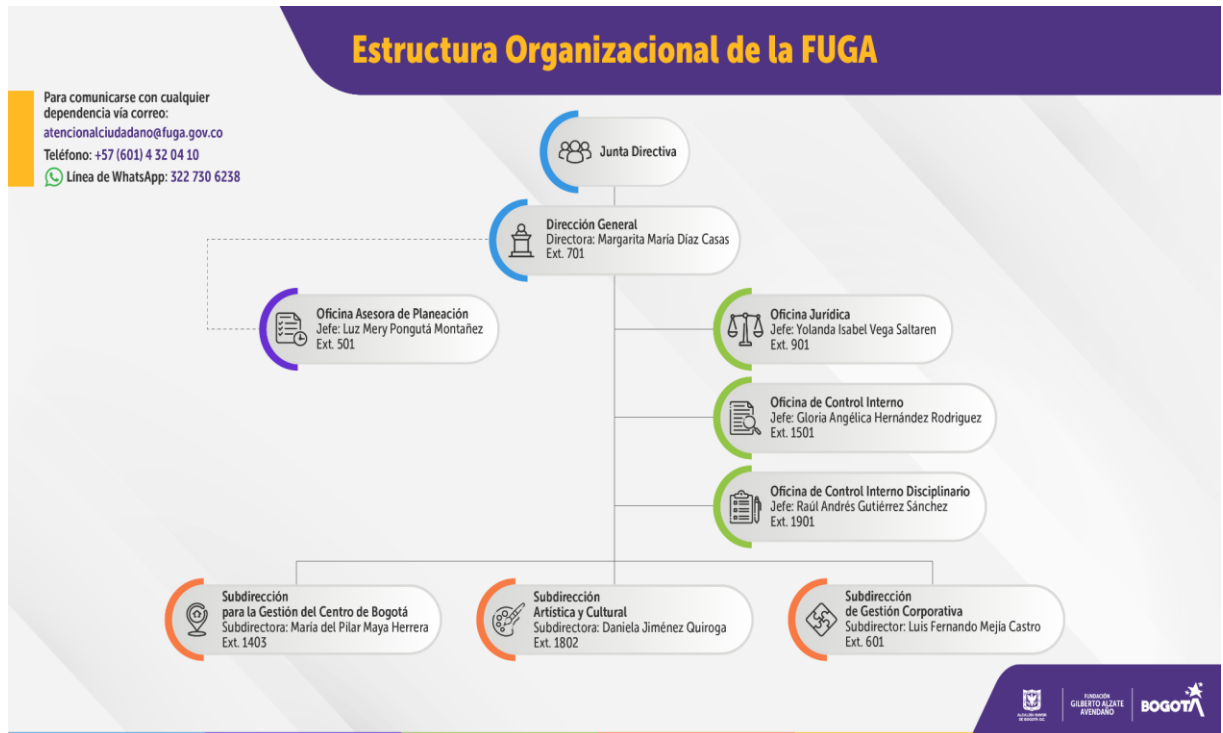 Estructura Organizacional de la FUGA
Para comunicarse con cualquier
dependencia vía correo:
atencionalciudadano@fuga.gov.co
Teléfono: +57 (601) 4 32 04 10
Línea de WhatsApp: 322 730 6238
Junta Directiva
Dirección General
Directora: Margarita María Díaz Casas
Ext. 701
Oficina Asesora de Planeación
Jefe: Luz Mery Pongutá Montañez
Ext. 501
Oficina Jurídica
Jefe: Yolanda Isabel Vega Saltaren
Ext. 901
Oficina de Control Interno
Jefe: Gloria Angélica Hernández Rodriguez
Ext. 1501
Oficina de Control Interno Disciplinario
Jefe: Raúl Andrés Gutiérrez Sánchez
Ext. 1901
Subdirección
para la Gestión del Centro de Bogotá
Subdirectora: María del Pilar Maya Herrera
Ext. 1403
Subdirección
Artística y Cultural
Subdirectora: Daniela Jiménez Quiroga
Ext. 1802
Subdirección
de Gestión Corporativa
Subdirector: Luis Fernando Mejía Castro
Ext. 601
ALCALDÍA MAYOR
DE BOGOTÁ D.C.
FUNDACIÓN
GILBERTO ALZATE
AVENDAÑO
BOGOTÁ